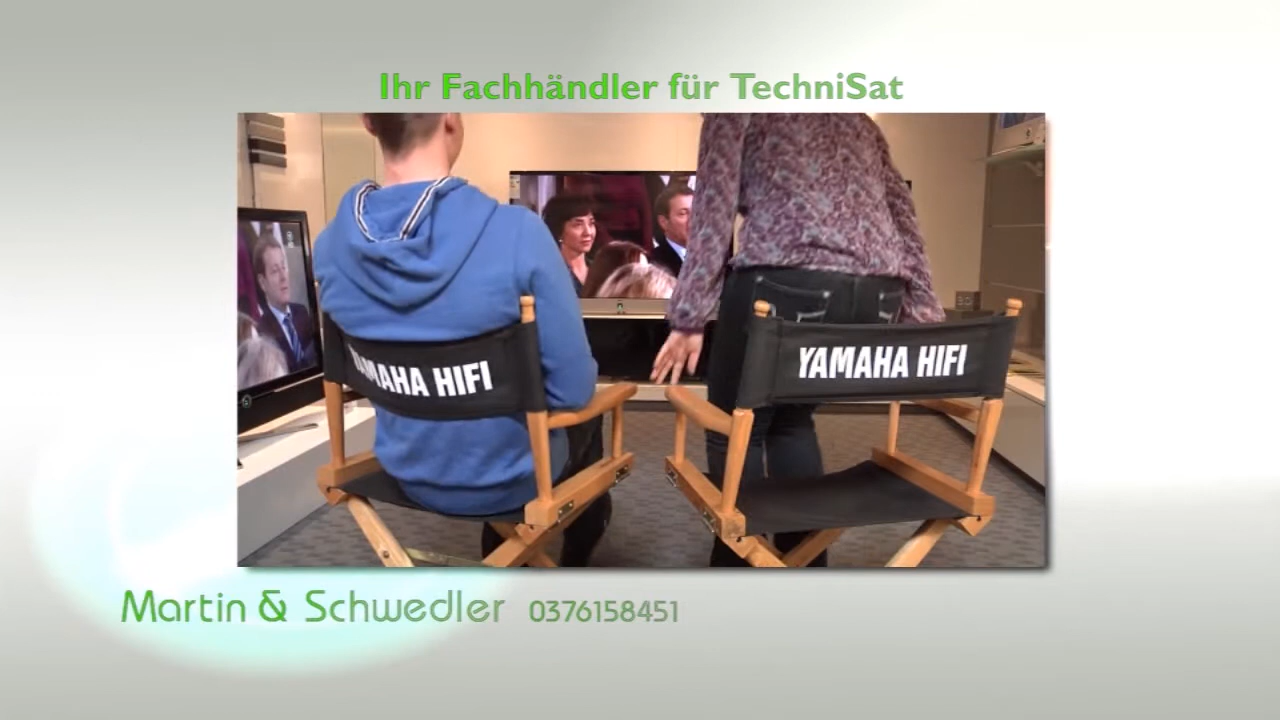 Ihr Fachhändler für TechniSat
YAMAHA HIFI
YAMAHA HIFI
Martin & Schwedler 0376158451